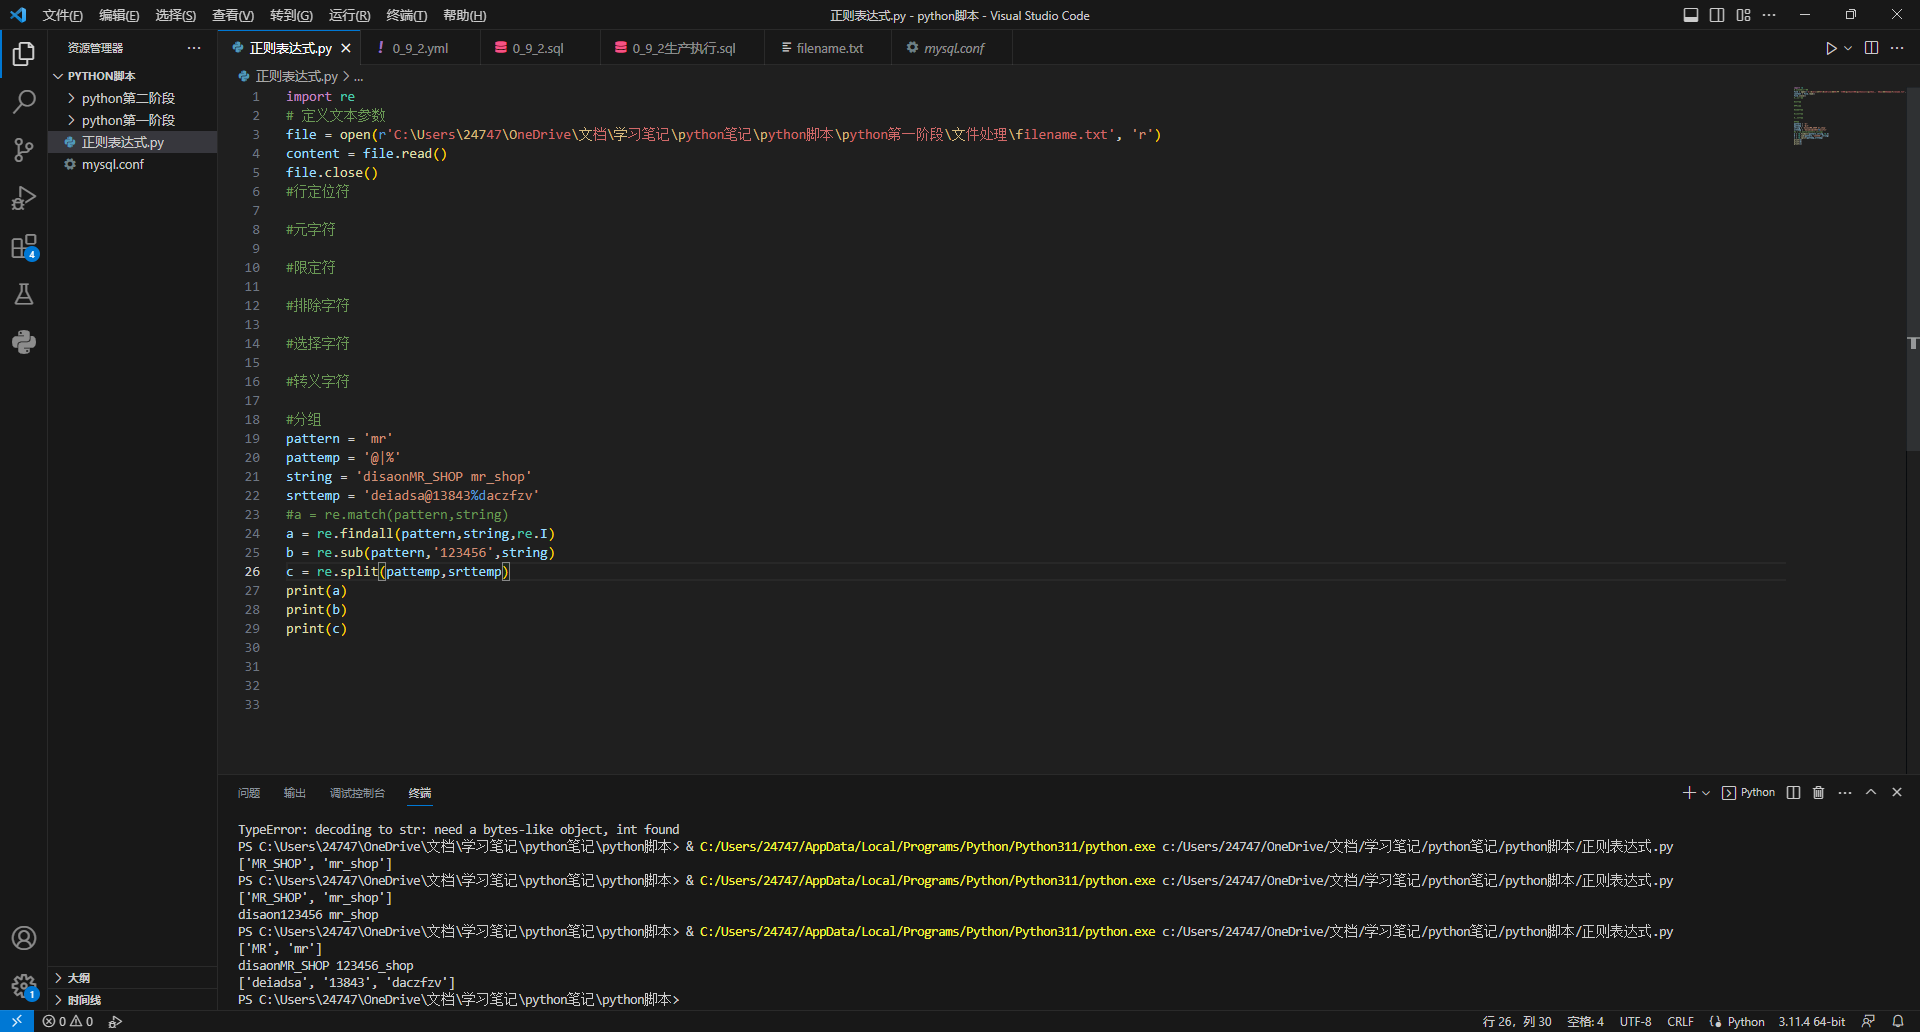 文件(F) 编辑(E) 选择(S) 查看(V) 转到(G) 运行(R) 终端(T) 帮助(H) 正则表达式.py - python脚本 - Visual Studio Code
资源管理器
正则表达式.py 0_9_2.yml 0_9_2.sql 0_9_2生产执行.sql filename.txt mysql.conf
PYTHON脚本
python第二阶段
python第一阶段
正则表达式.py
mysql.conf
4
大纲
时间线
1
正则表达式.py > ...
1 import re
2 # 定义文本参数
3 file = open(r'C:\Users\24747\OneDrive\文档\学习笔记\python笔记\python脚本\python第一阶段\文件处理\filename.txt', 'r')
4 content = file.read()
5 file.close()
6 #行定位符
7
8 #元字符
9
10 #限定符
11
12 #排除字符
13
14 #选择字符
15
16 #转义字符
17
18 #分组
19 pattern = 'mr'
20 pattemp = '@|%'
21 string = 'disaonMR_SHOP mr_shop'
22 srttemp = 'deiadsa@13843%daczfzv'
23 #a = re.match(pattern,string)
24 a = re.findall(pattern,string,re.I)
25 b = re.sub(pattern,'123456',string)
26 c = re.split(pattemp,srttemp)
27 print(a)
28 print(b)
29 print(c)
30
31
32
33
问题 输出 调试控制台 终端 Python
TypeError: decoding to str: need a bytes-like object, int found
PS C:\Users\24747\OneDrive\文档\学习笔记\python笔记\python脚本> & C:/Users/24747/AppData/Local/Programs/Python/Python311/python.exe c:/Users/24747/OneDrive/文档/学习笔记/python笔记/python脚本/正则表达式.py
['MR_SHOP', 'mr_shop']
PS C:\Users\24747\OneDrive\文档\学习笔记\python笔记\python脚本> & C:/Users/24747/AppData/Local/Programs/Python/Python311/python.exe c:/Users/24747/OneDrive/文档/学习笔记/python笔记/python脚本/正则表达式.py
['MR_SHOP', 'mr_shop']
disaon123456 mr_shop
PS C:\Users\24747\OneDrive\文档\学习笔记\python笔记\python脚本> & C:/Users/24747/AppData/Local/Programs/Python/Python311/python.exe c:/Users/24747/OneDrive/文档/学习笔记/python笔记/python脚本/正则表达式.py
['MR', 'mr']
disaonMR_SHOP 123456_shop
['deiadsa', '13843', 'daczfzv']
PS C:\Users\24747\OneDrive\文档\学习笔记\python笔记\python脚本>
0 0 行 26，列 30 空格: 4 UTF-8 CRLF Python 3.11.4 64-bit